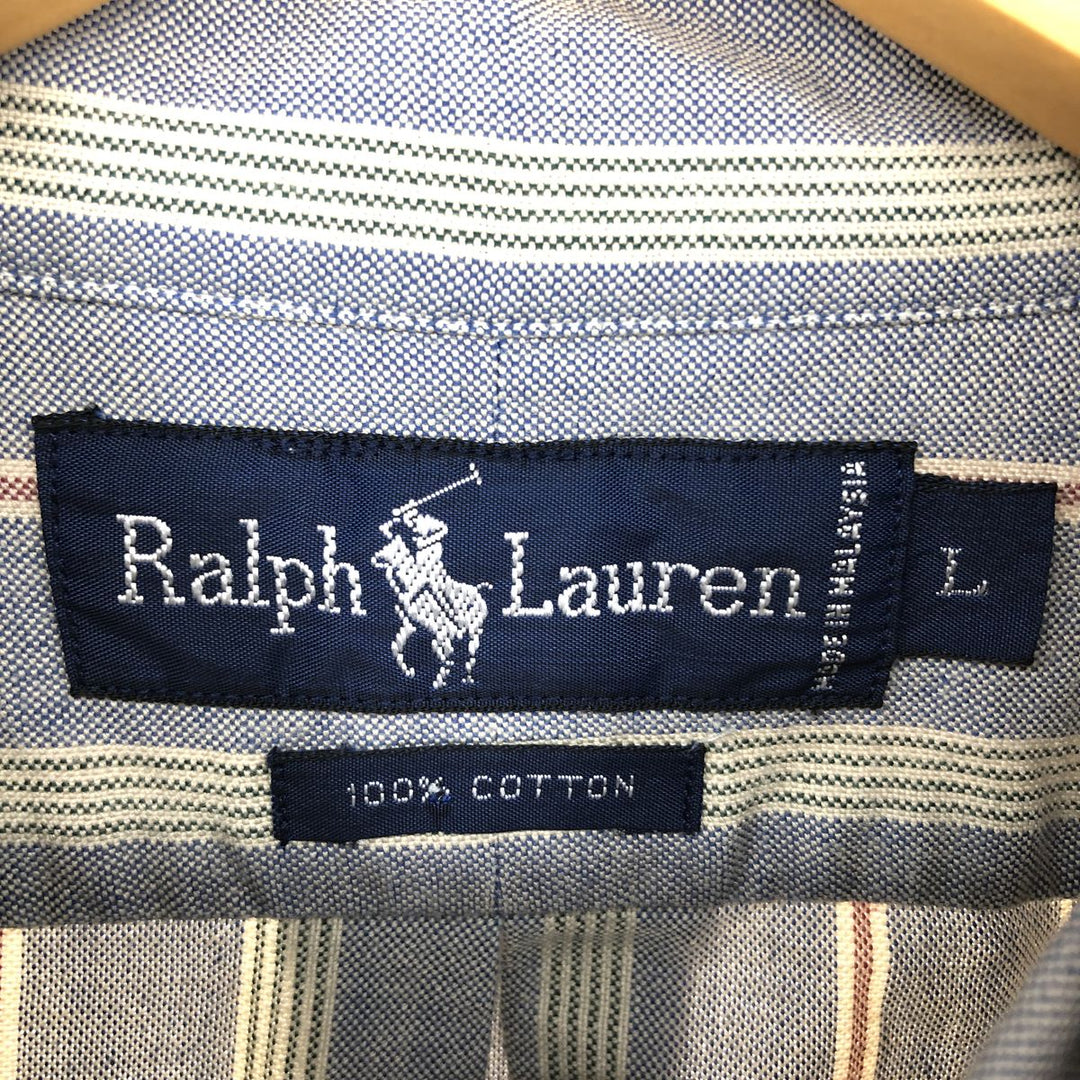 Ralph Lauren
MADE IN MALAYSIA
L
100% COTTON